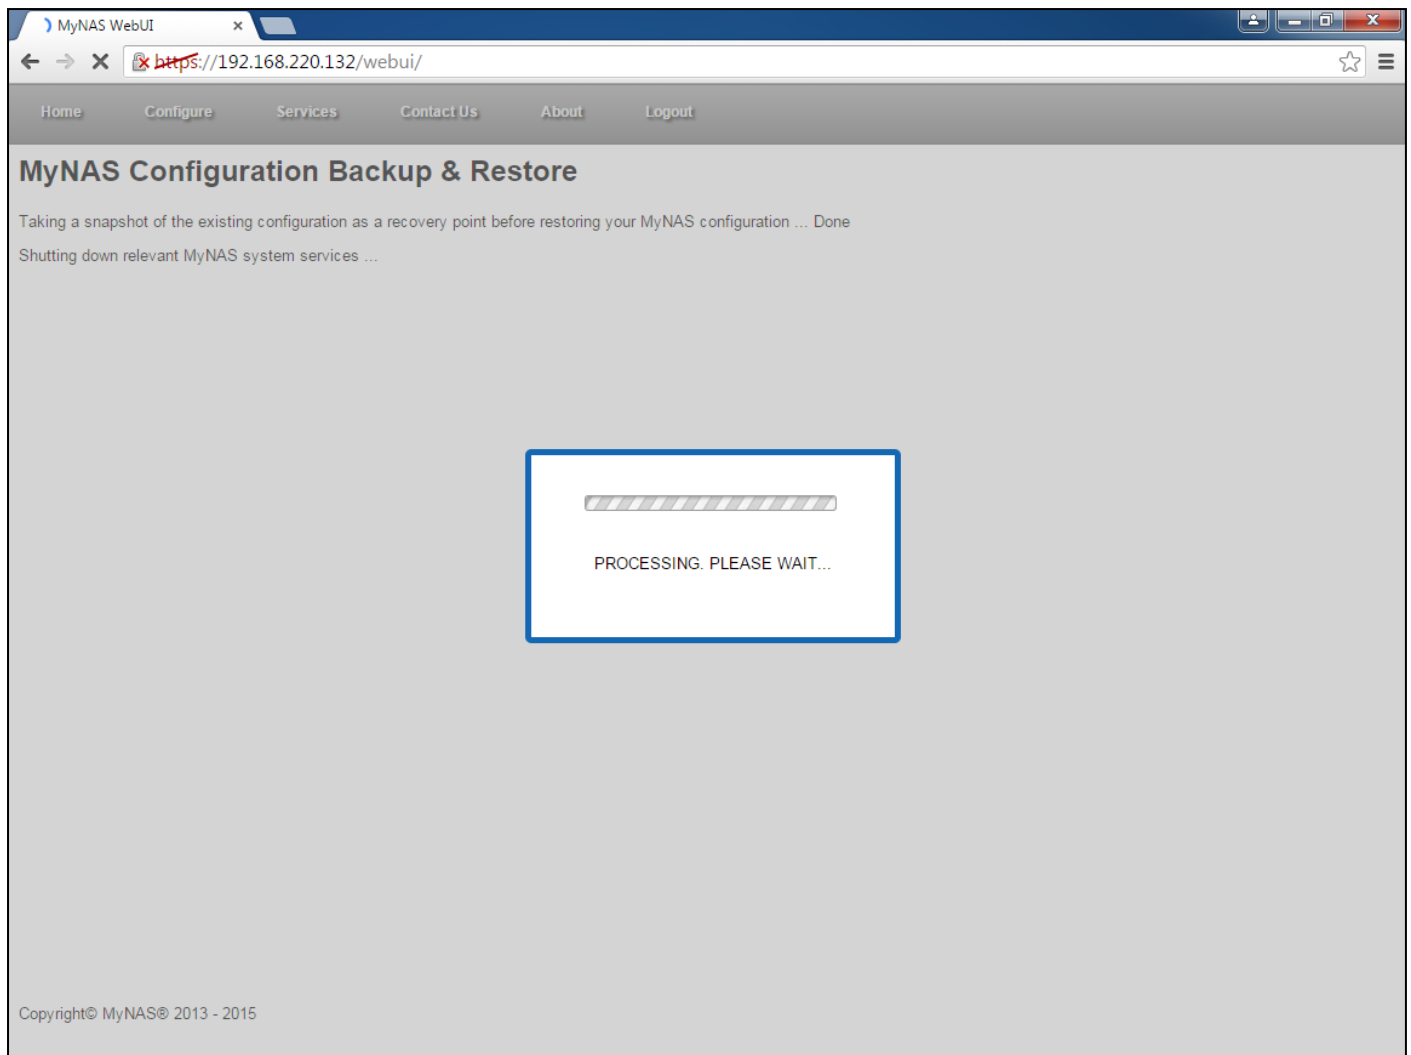 MyNAS WebUI
https://192.168.220.132/webui/
Home Configure Services Contact Us About Logout
MyNAS Configuration Backup & Restore
Taking a snapshot of the existing configuration as a recovery point before restoring your MyNAS configuration ... Done
Shutting down relevant MyNAS system services ...
PROCESSING. PLEASE WAIT...
Copyright© MyNAS® 2013 - 2015